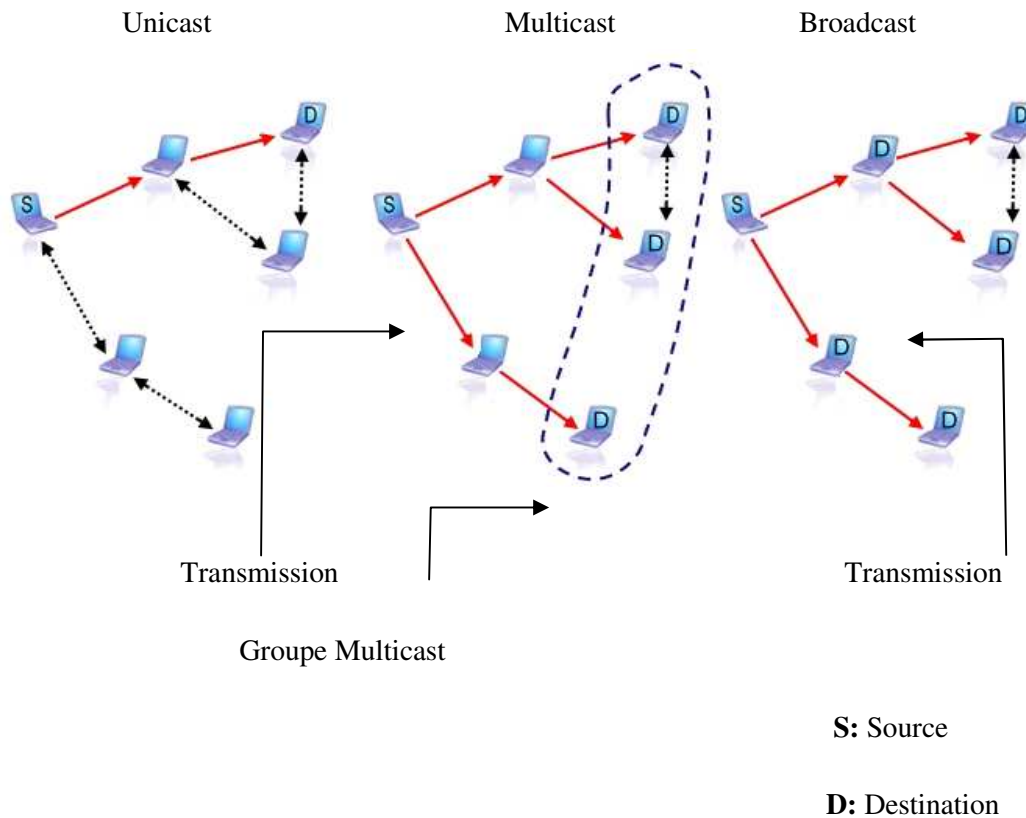 Unicast Multicast Broadcast
D D D
D
S S S
D D
D
D D
Transmission Transmission
Groupe Multicast
S: Source
D: Destination